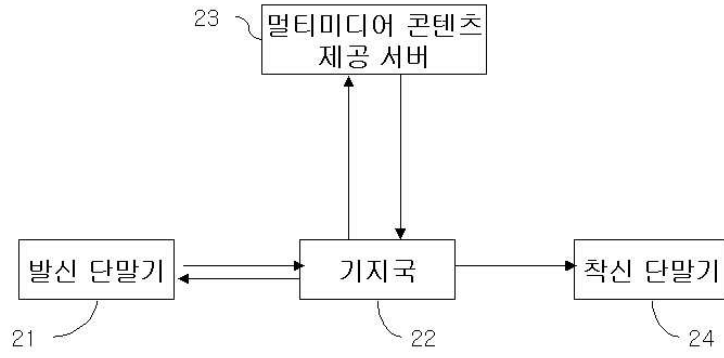 23
멀티미디어 콘텐츠
제공 서버
발신 단말기
기지국
착신 단말기
21
22
24